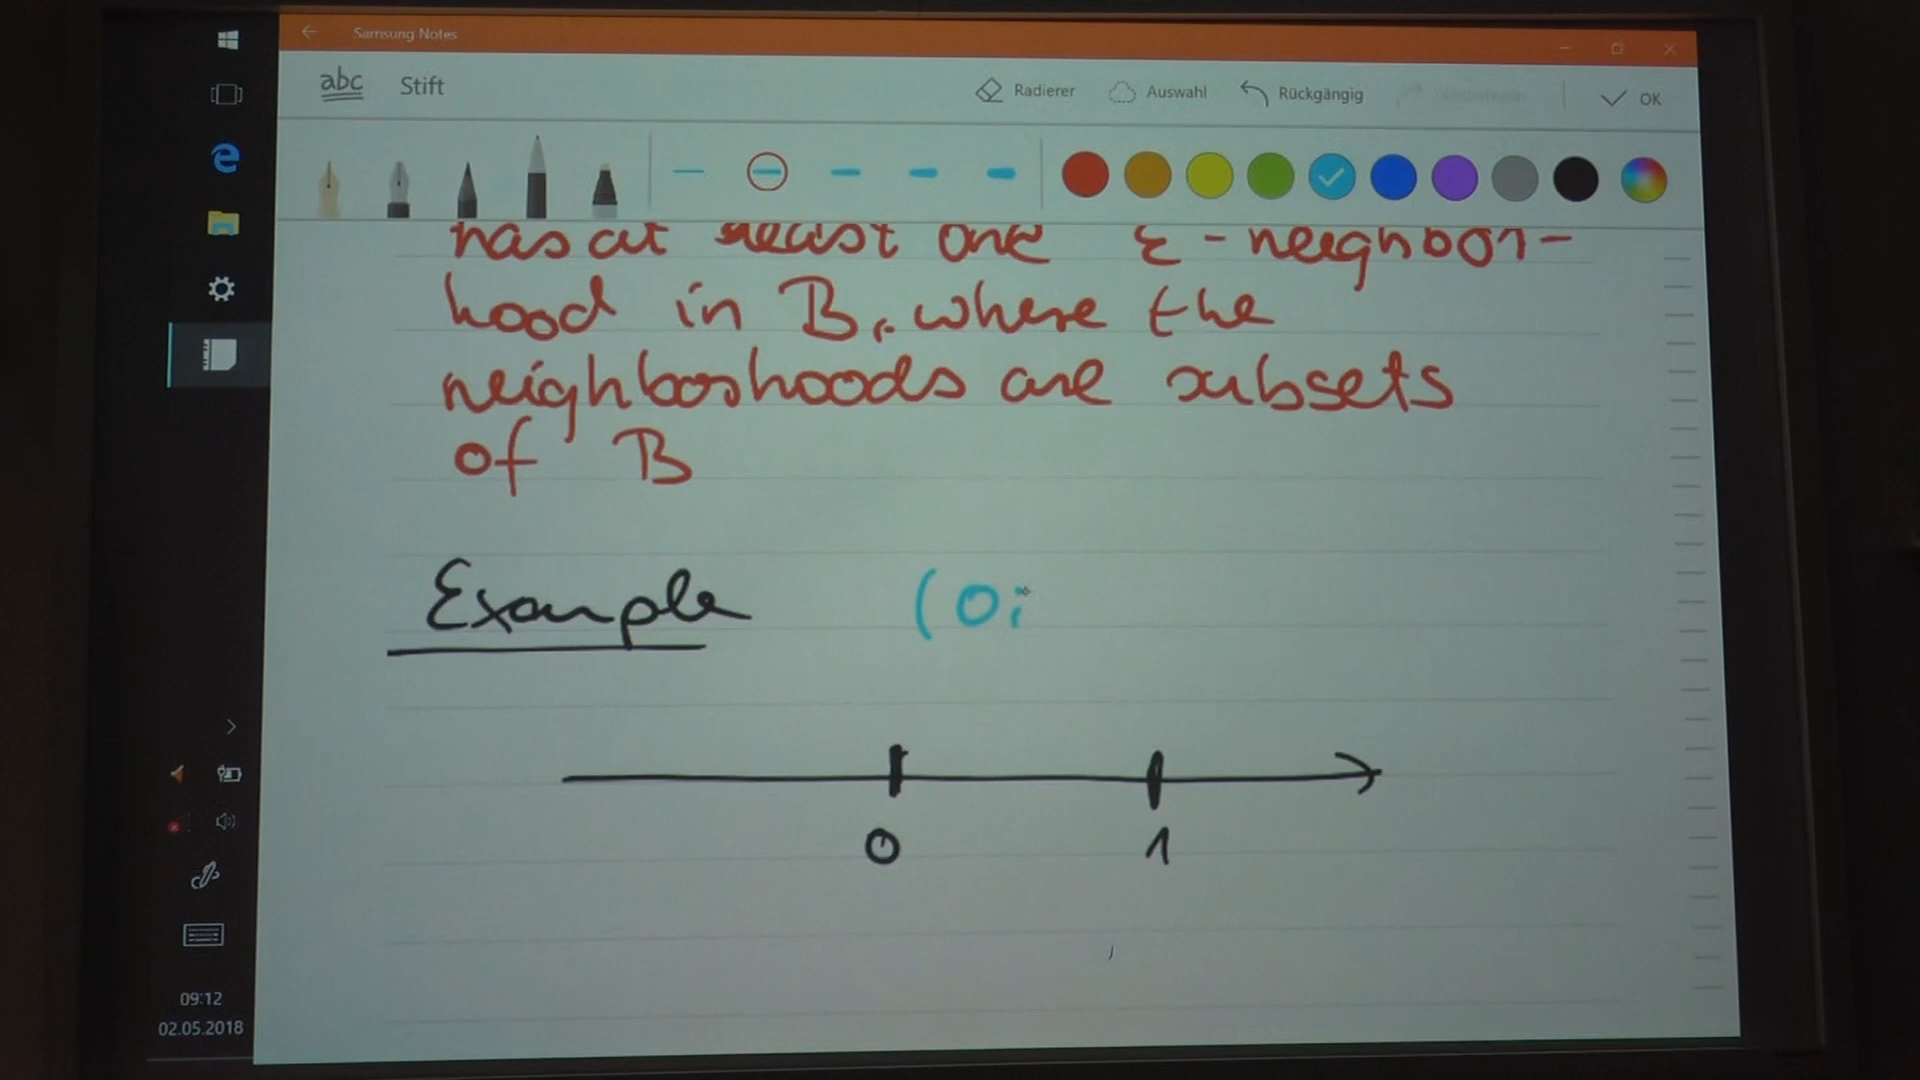 Samsung Notes
abc Stift Radierer Auswahl Rückgängig OK
has at least one ε-neighbor-
hood in B, where the
neighborhoods are subsets
of B
Example (0;
0 1
09:12
02.05.2018